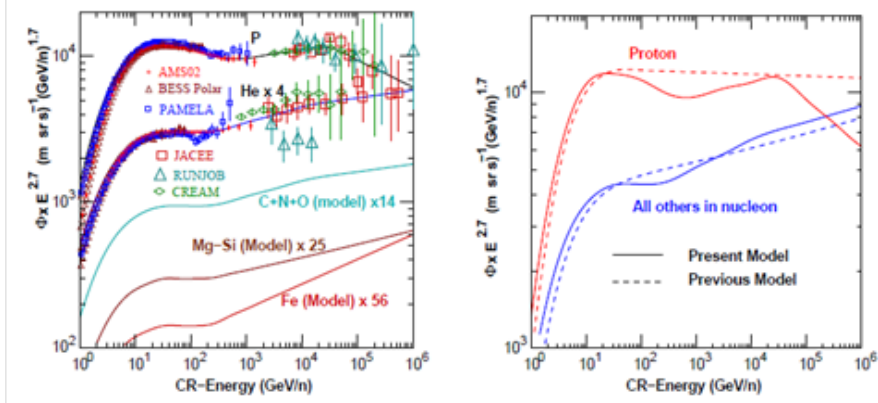 Φx E^2.7 (m sr s)^-1 (GeV/n)^1.7
10^4
10^3
10^2
P
AMS02
BESS Polar
PAMELA
He x 4
JACEE
RUNJOB
CREAM
C+N+O (model) x14
Mg-Si (Model) x 25
Fe (Model) x 56
10^0 10^1 10^2 10^3 10^4 10^5 10^6
CR-Energy (GeV/n)
Φx E^2.7 (m sr s)^-1 (GeV/n)^1.7
10^4
10^3
Proton
All others in nucleon
Present Model
Previous Model
10^0 10^1 10^2 10^3 10^4 10^5 10^6
CR-Energy (GeV/n)